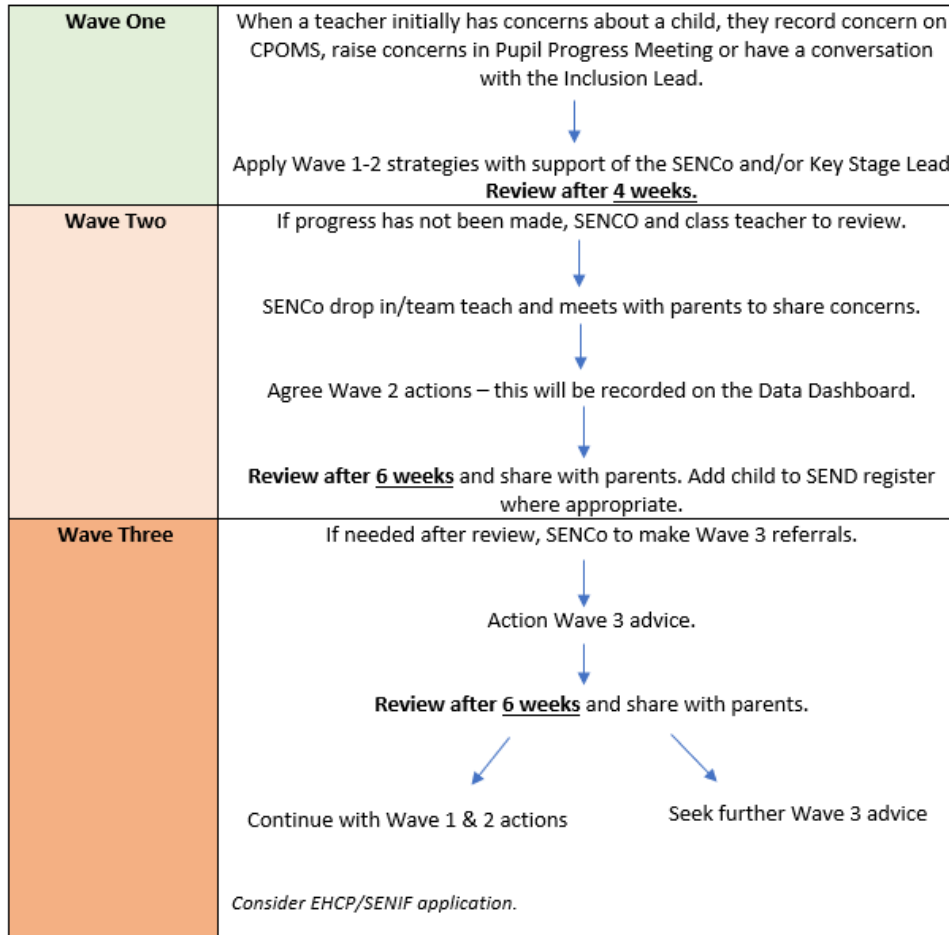 Wave One
When a teacher initially has concerns about a child, they record concern on
CPOMS, raise concerns in Pupil Progress Meeting or have a conversation
with the Inclusion Lead.
Apply Wave 1-2 strategies with support of the SENCo and/or Key Stage Lead
Review after 4 weeks.
Wave Two
If progress has not been made, SENCO and class teacher to review.
SENCo drop in/team teach and meets with parents to share concerns.
Agree Wave 2 actions – this will be recorded on the Data Dashboard.
Review after 6 weeks and share with parents. Add child to SEND register
where appropriate.
Wave Three
If needed after review, SENCo to make Wave 3 referrals.
Action Wave 3 advice.
Review after 6 weeks and share with parents.
Continue with Wave 1 & 2 actions
Seek further Wave 3 advice
Consider EHCP/SENIF application.